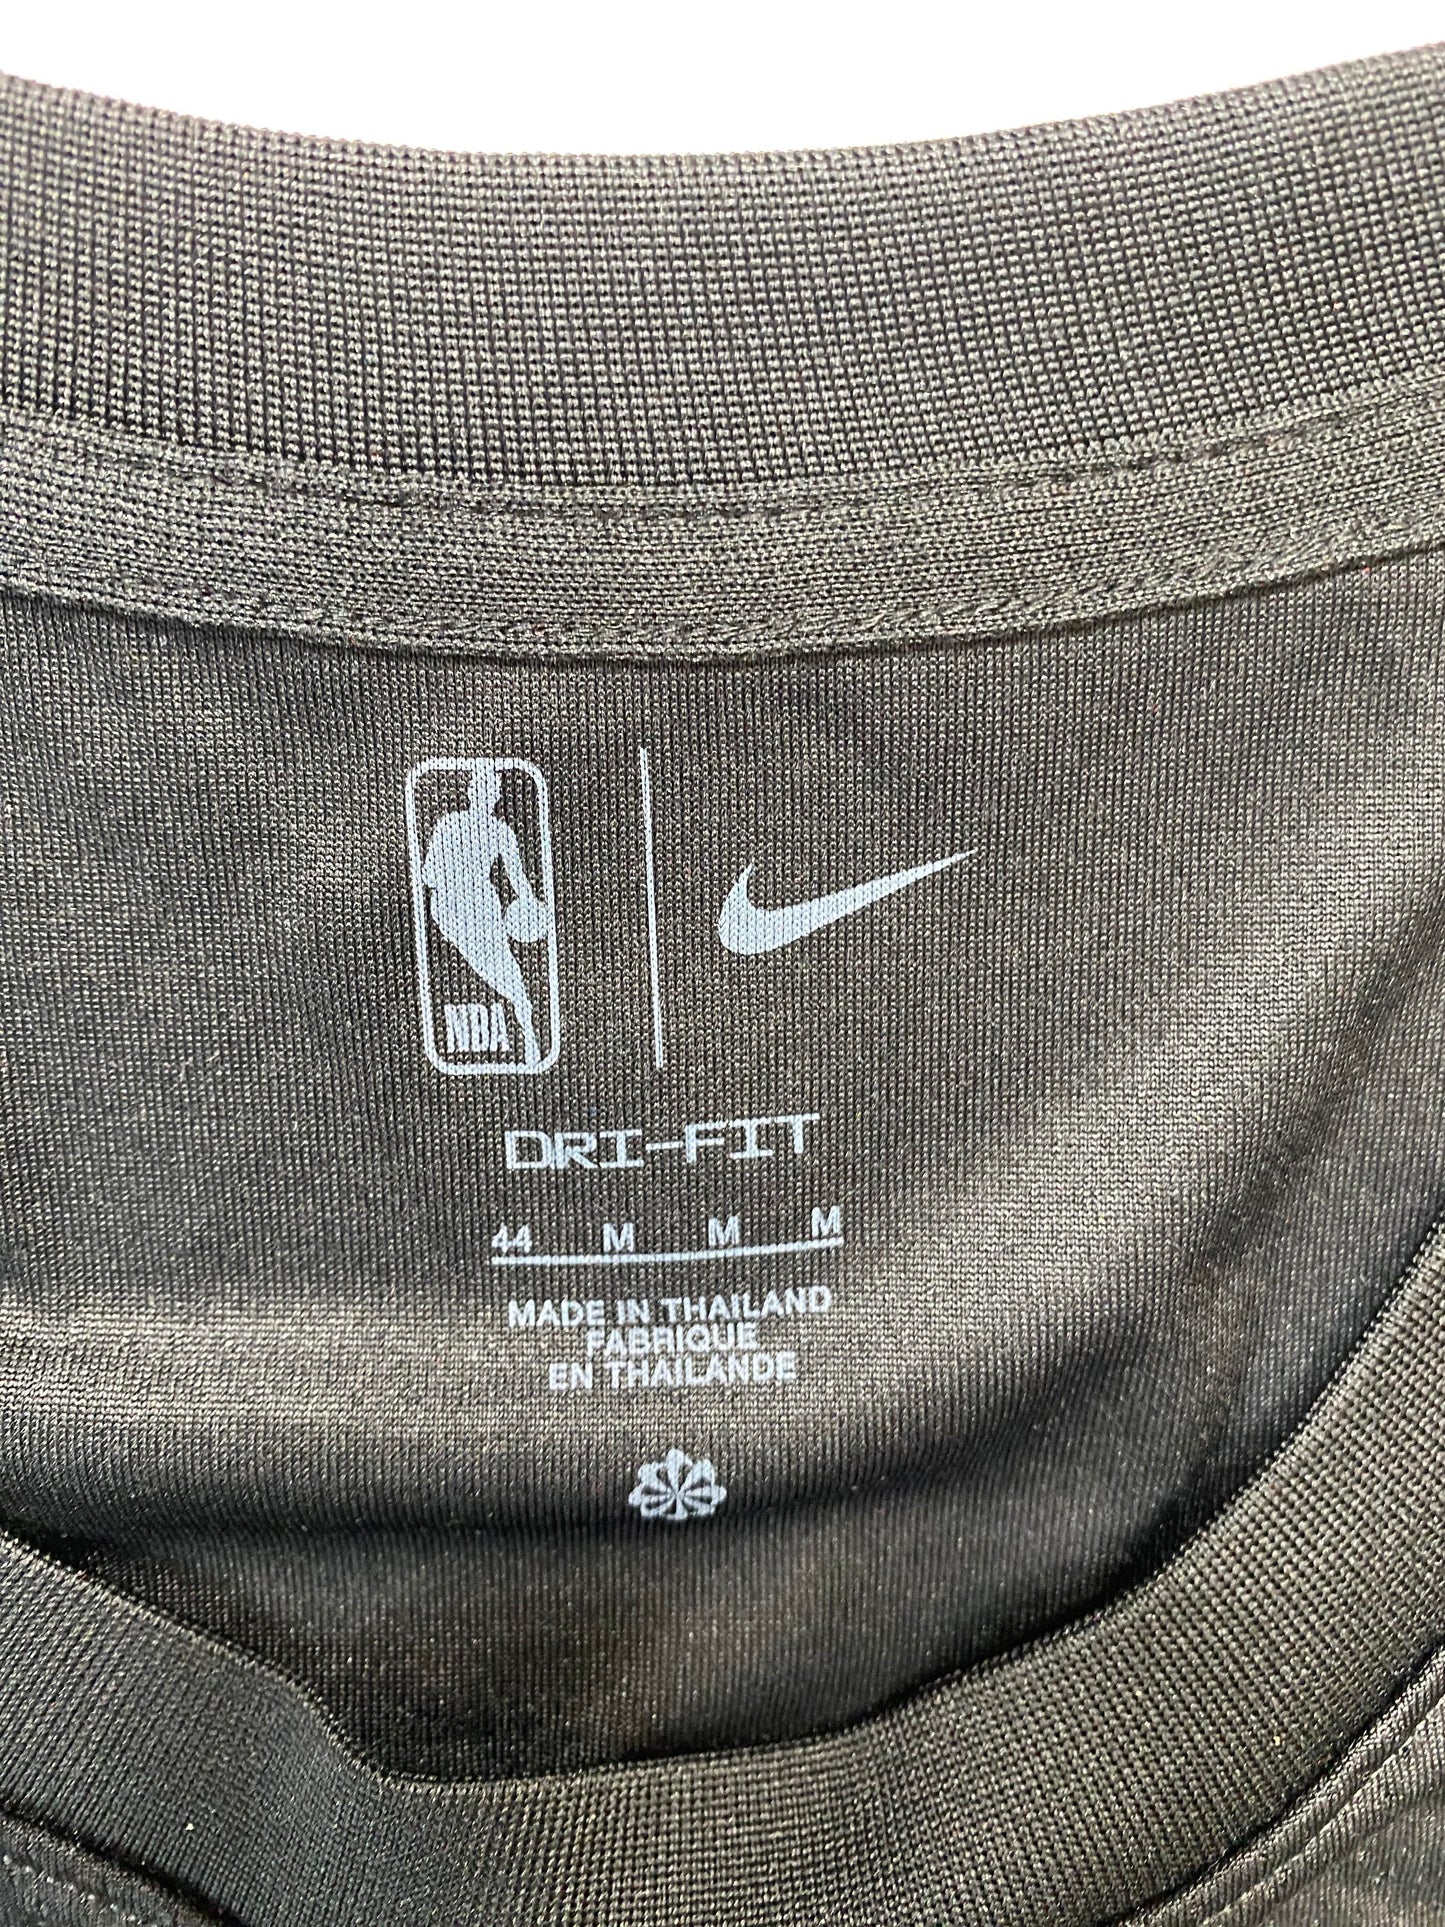 NBA
DRI-FIT
44 M M M
MADE IN THAILAND
FABRIQUE
EN THAILANDE